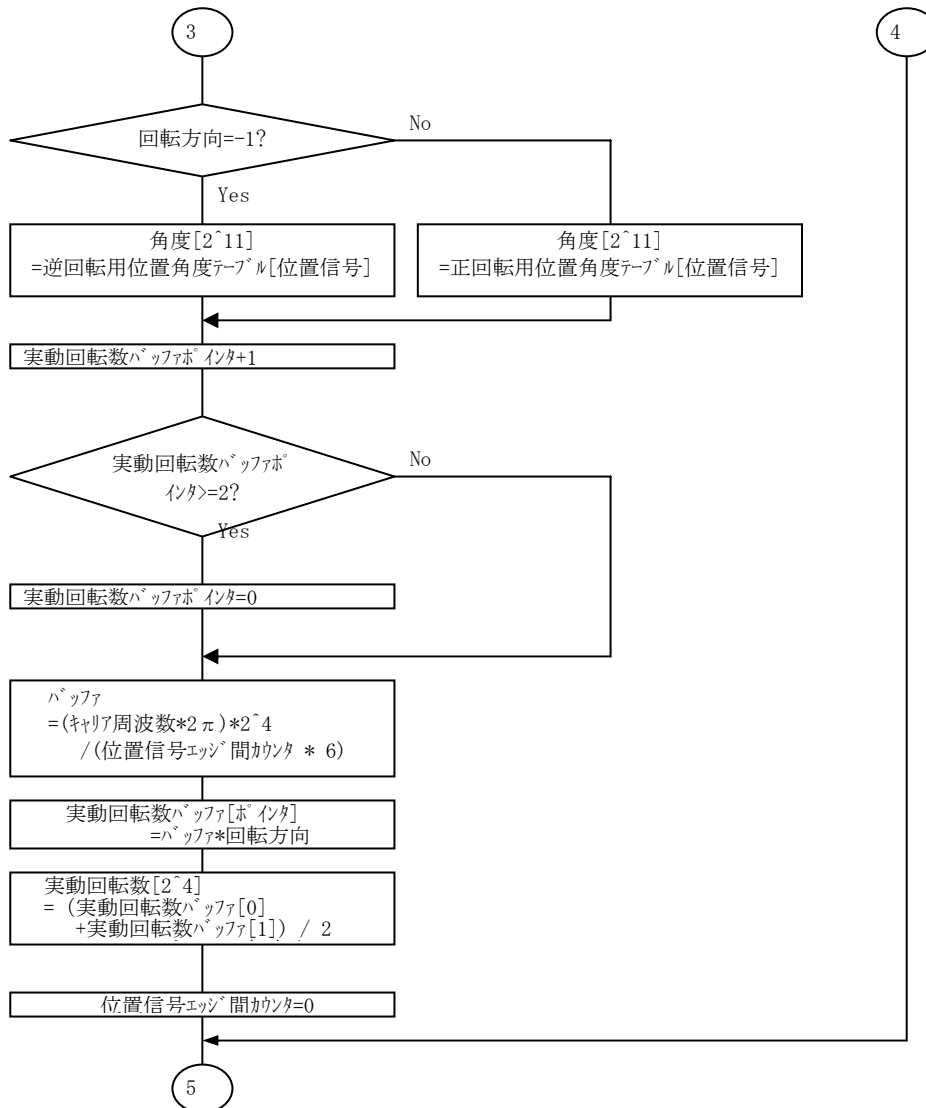 3
4
回転方向=-1?
No
Yes
角度[2^11]
=逆回転用位置角度ﾃｰﾌﾞﾙ[位置信号]
角度[2^11]
=正回転用位置角度ﾃｰﾌﾞﾙ[位置信号]
実動回転数ﾊﾞｯﾌｧﾎﾟｲﾝﾀ+1
実動回転数ﾊﾞｯﾌｧﾎﾟ
ｲﾝﾀ>=2?
No
Yes
実動回転数ﾊﾞｯﾌｧﾎﾟｲﾝﾀ=0
ﾊﾞｯﾌｧ
=(ｷｬﾘｱ周波数*2π)*2^4
/(位置信号ｴｯｼﾞ間ｶｳﾝﾀ * 6)
実動回転数ﾊﾞｯﾌｧ[ﾎﾟｲﾝﾀ]
=ﾊﾞｯﾌｧ*回転方向
実動回転数[2^4]
= (実動回転数ﾊﾞｯﾌｧ[0]
+実動回転数ﾊﾞｯﾌｧ[1]) / 2
位置信号ｴｯｼﾞ間ｶｳﾝﾀ=0
5